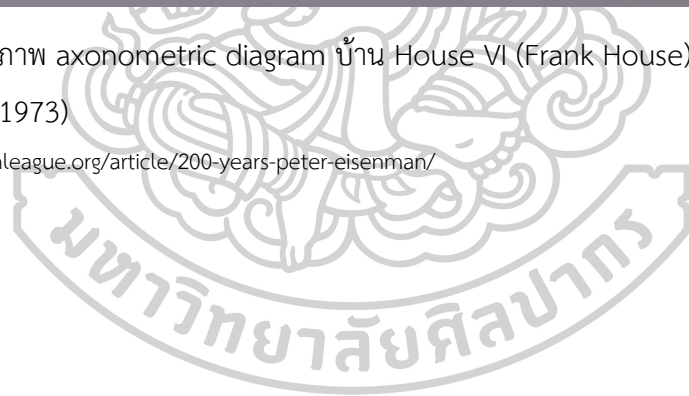 ภาพ axonometric diagram บ้าน House VI (Frank House)
1973)
league.org/article/200-years-peter-eisenman/
มหาวิทยาลัยศิลปากร